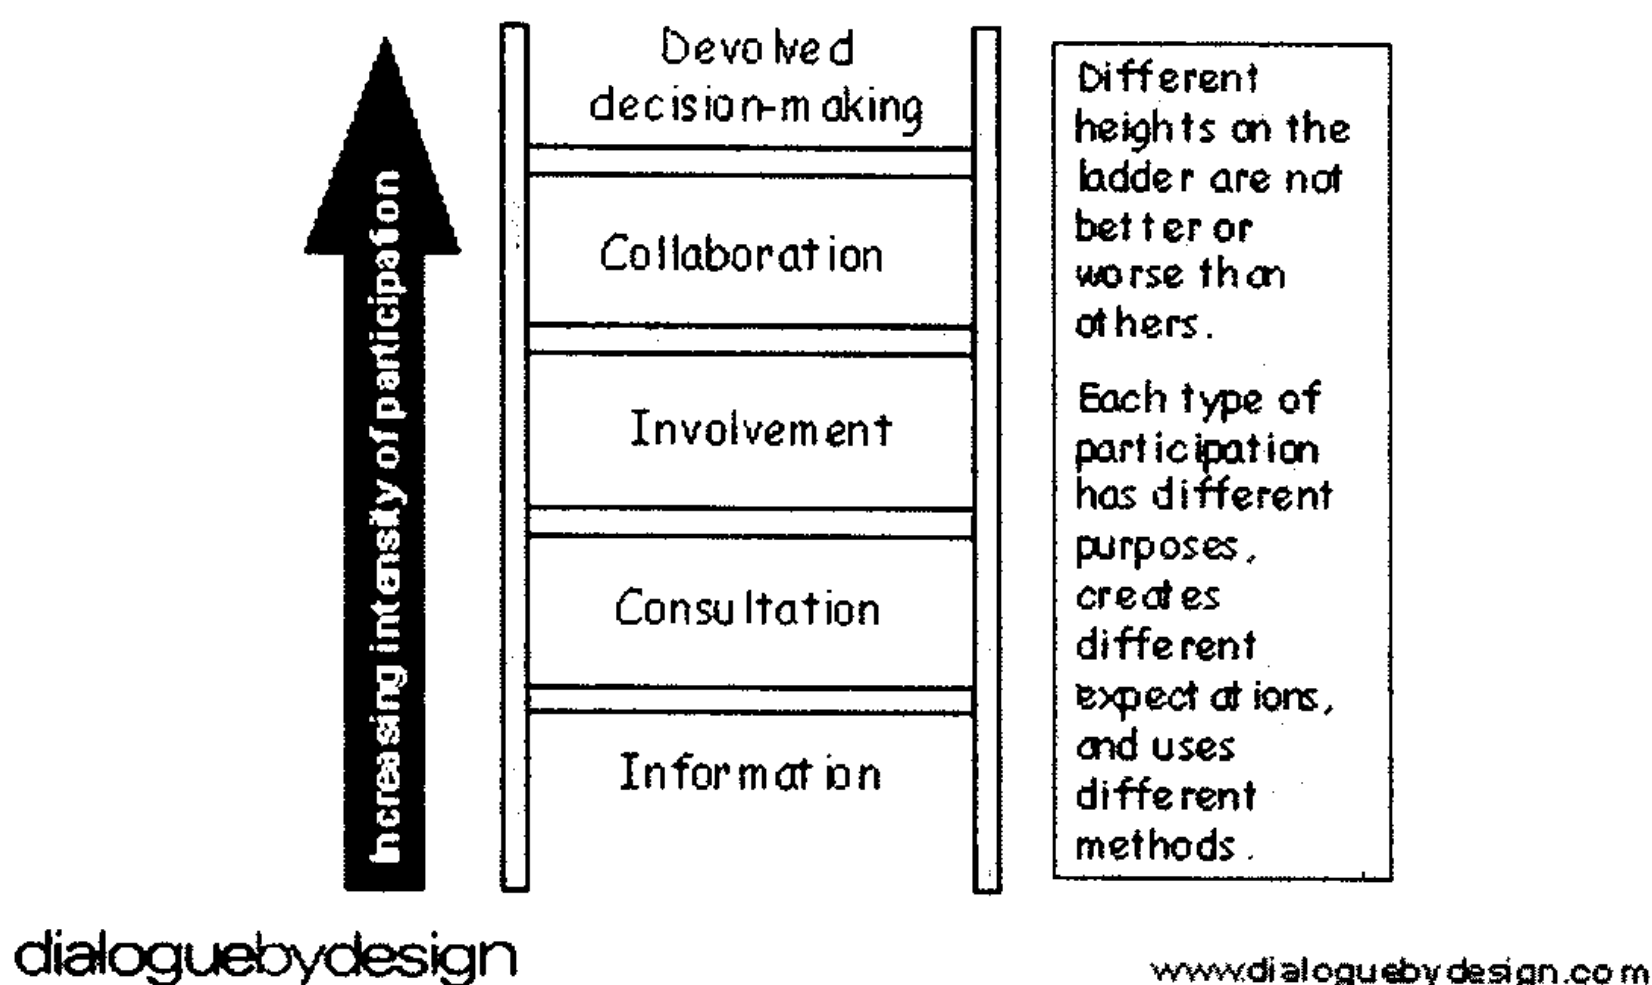 Increasing intensity of participation
Devolved
decision-making
Collaboration
Involvement
Consultation
Information
Different
heights on the
ladder are not
better or
worse than
others.
Each type of
participation
has different
purposes,
creates
different
expectations,
and uses
different
methods.
dialoguebydesign
www.dialoguebydesign.com